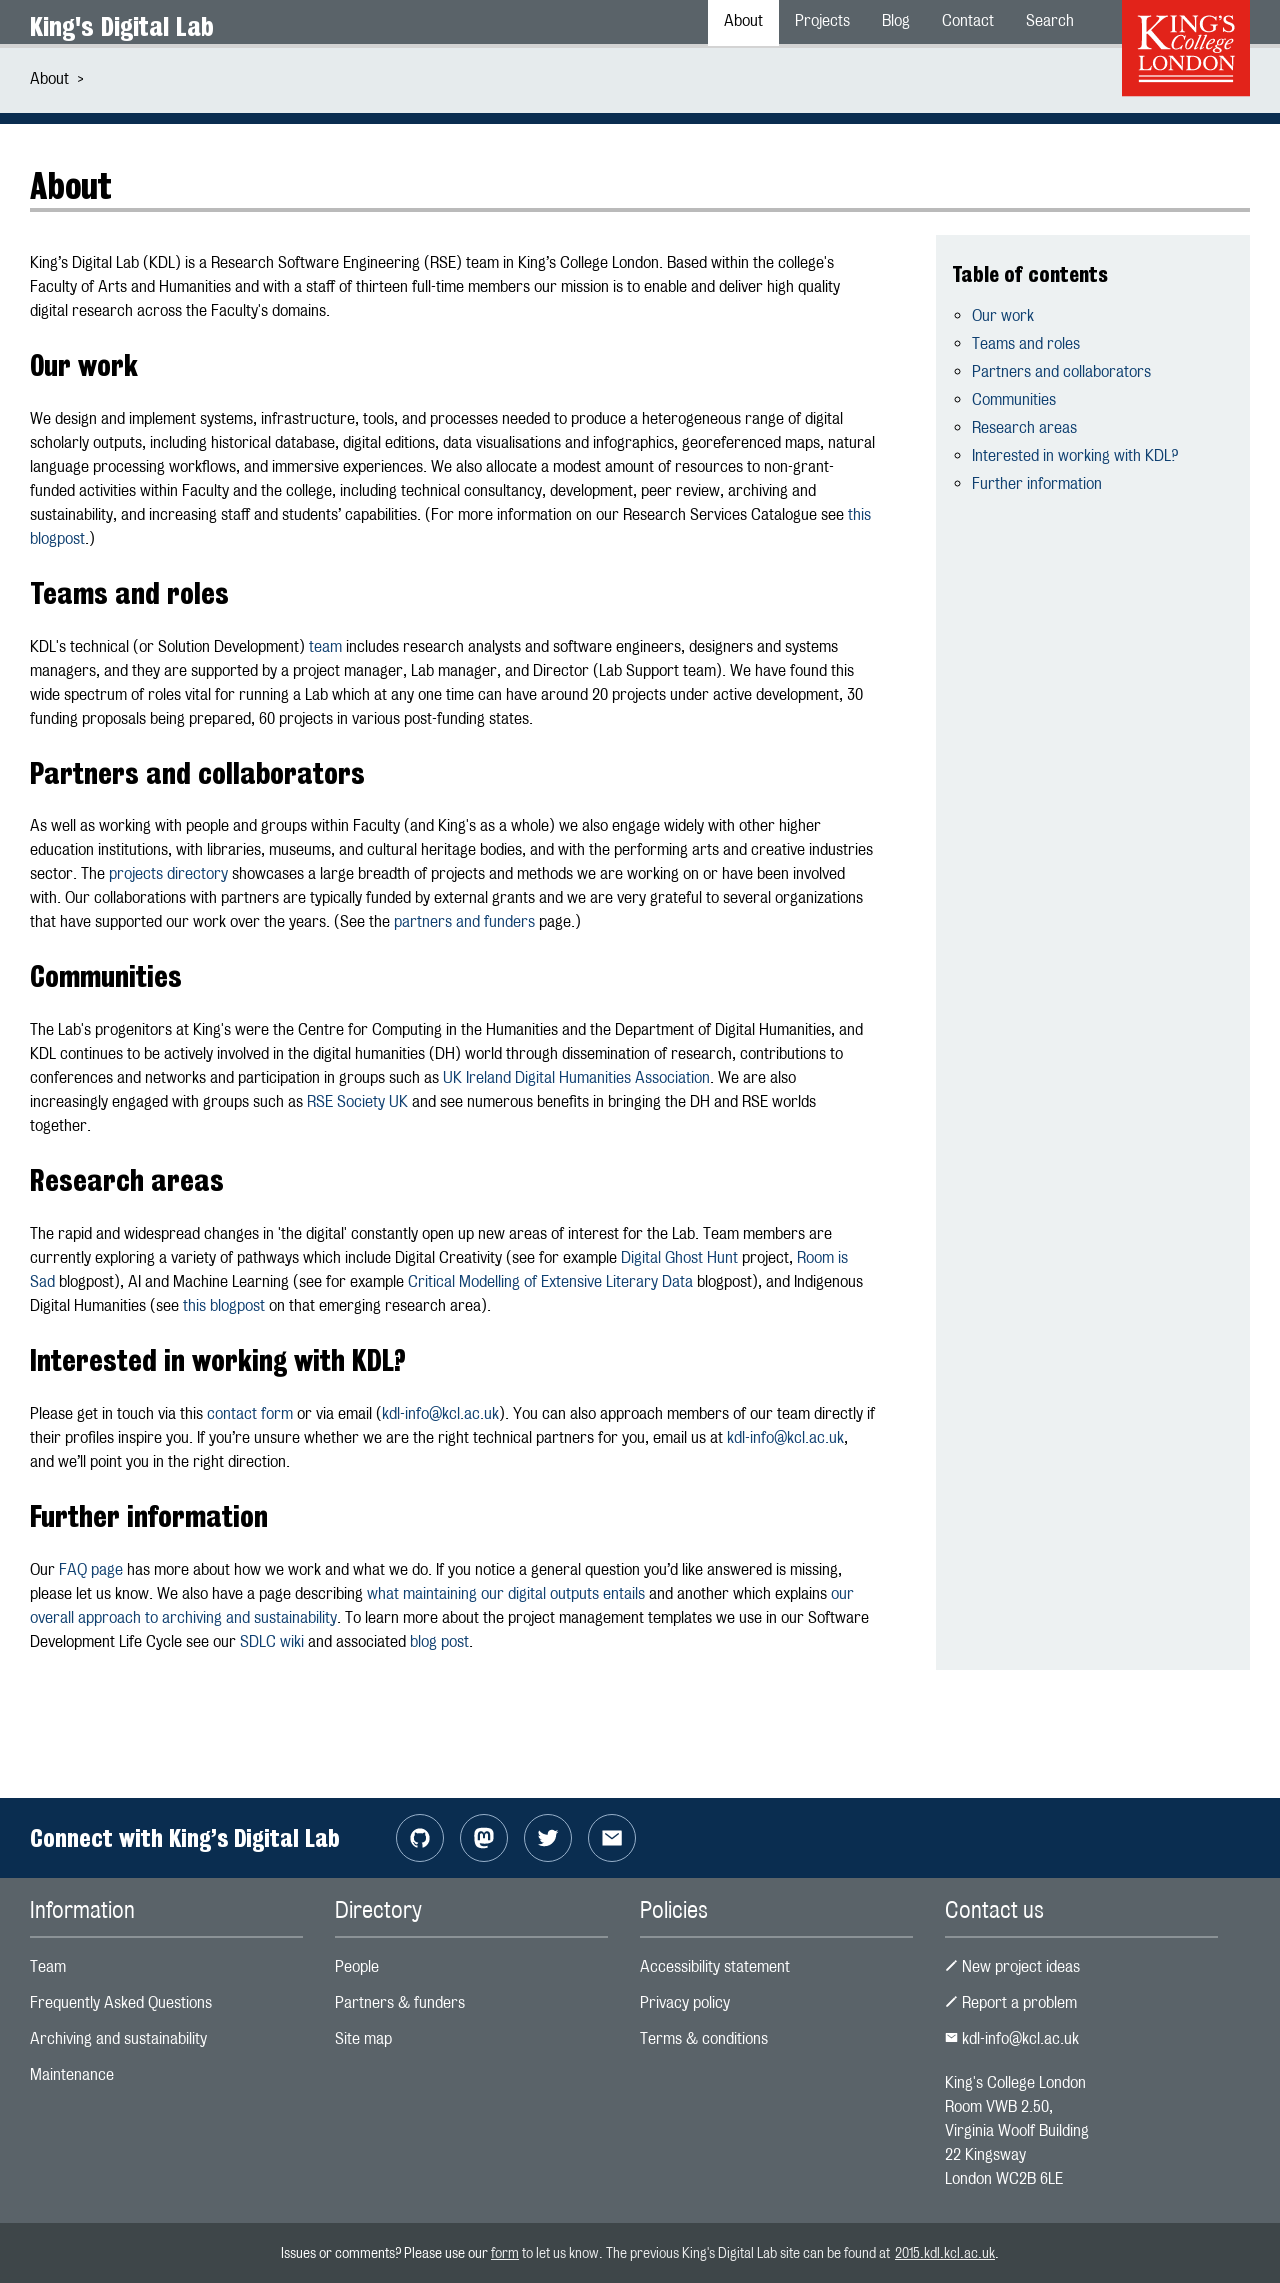 King's Digital Lab
About Projects Blog Contact Search
KING'S
College
LONDON
About >
About
King’s Digital Lab (KDL) is a Research Software Engineering (RSE) team in King’s College London. Based within the college's
Faculty of Arts and Humanities and with a staff of thirteen full-time members our mission is to enable and deliver high quality
digital research across the Faculty's domains.
Our work
We design and implement systems, infrastructure, tools, and processes needed to produce a heterogeneous range of digital
scholarly outputs, including historical database, digital editions, data visualisations and infographics, georeferenced maps, natural
language processing workflows, and immersive experiences. We also allocate a modest amount of resources to non-grant-
funded activities within Faculty and the college, including technical consultancy, development, peer review, archiving and
sustainability, and increasing staff and students’ capabilities. (For more information on our Research Services Catalogue see this
blogpost.)
Teams and roles
KDL's technical (or Solution Development) team includes research analysts and software engineers, designers and systems
managers, and they are supported by a project manager, Lab manager, and Director (Lab Support team). We have found this
wide spectrum of roles vital for running a Lab which at any one time can have around 20 projects under active development, 30
funding proposals being prepared, 60 projects in various post-funding states.
Partners and collaborators
As well as working with people and groups within Faculty (and King's as a whole) we also engage widely with other higher
education institutions, with libraries, museums, and cultural heritage bodies, and with the performing arts and creative industries
sector. The projects directory showcases a large breadth of projects and methods we are working on or have been involved
with. Our collaborations with partners are typically funded by external grants and we are very grateful to several organizations
that have supported our work over the years. (See the partners and funders page.)
Communities
The Lab's progenitors at King's were the Centre for Computing in the Humanities and the Department of Digital Humanities, and
KDL continues to be actively involved in the digital humanities (DH) world through dissemination of research, contributions to
conferences and networks and participation in groups such as UK Ireland Digital Humanities Association. We are also
increasingly engaged with groups such as RSE Society UK and see numerous benefits in bringing the DH and RSE worlds
together.
Research areas
The rapid and widespread changes in 'the digital' constantly open up new areas of interest for the Lab. Team members are
currently exploring a variety of pathways which include Digital Creativity (see for example Digital Ghost Hunt project, Room is
Sad blogpost), AI and Machine Learning (see for example Critical Modelling of Extensive Literary Data blogpost), and Indigenous
Digital Humanities (see this blogpost on that emerging research area).
Interested in working with KDL?
Please get in touch via this contact form or via email (kdl-info@kcl.ac.uk). You can also approach members of our team directly if
their profiles inspire you. If you’re unsure whether we are the right technical partners for you, email us at kdl-info@kcl.ac.uk,
and we’ll point you in the right direction.
Further information
Our FAQ page has more about how we work and what we do. If you notice a general question you’d like answered is missing,
please let us know. We also have a page describing what maintaining our digital outputs entails and another which explains our
overall approach to archiving and sustainability. To learn more about the project management templates we use in our Software
Development Life Cycle see our SDLC wiki and associated blog post.
Table of contents
Our work
Teams and roles
Partners and collaborators
Communities
Research areas
Interested in working with KDL?
Further information
Connect with King’s Digital Lab
Information
Team
Frequently Asked Questions
Archiving and sustainability
Maintenance
Directory
People
Partners & funders
Site map
Policies
Accessibility statement
Privacy policy
Terms & conditions
Contact us
New project ideas
Report a problem
kdl-info@kcl.ac.uk
King's College London
Room VWB 2.50,
Virginia Woolf Building
22 Kingsway
London WC2B 6LE
Issues or comments? Please use our form to let us know. The previous King's Digital Lab site can be found at 2015.kdl.kcl.ac.uk.